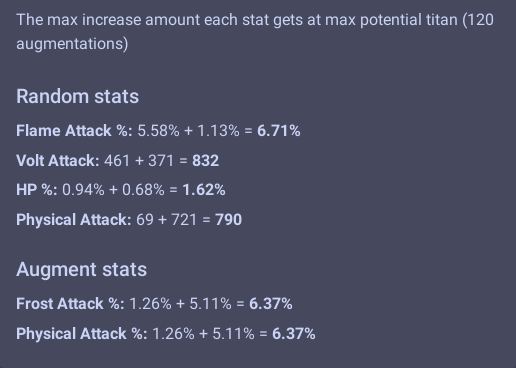 The max increase amount each stat gets at max potential titan (120
augmentations)
Random stats
Flame Attack %: 5.58% + 1.13% = 6.71%
Volt Attack: 461 + 371 = 832
HP %: 0.94% + 0.68% = 1.62%
Physical Attack: 69 + 721 = 790
Augment stats
Frost Attack %: 1.26% + 5.11% = 6.37%
Physical Attack %: 1.26% + 5.11% = 6.37%